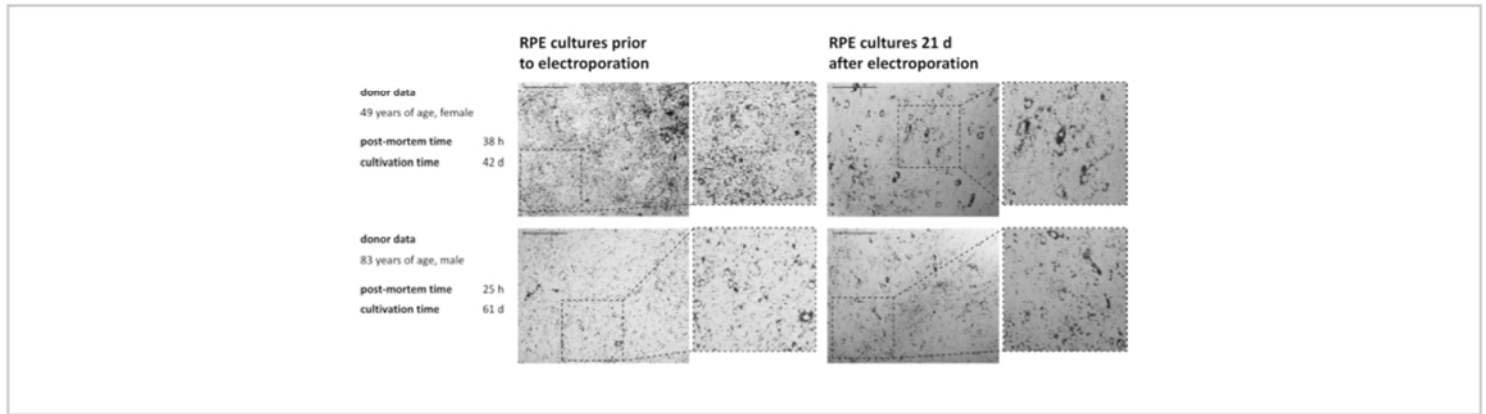 RPE cultures prior
to electroporation
RPE cultures 21 d
after electroporation
donor data
49 years of age, female
post-mortem time 38 h
cultivation time 42 d
donor data
83 years of age, male
post-mortem time 25 h
cultivation time 61 d